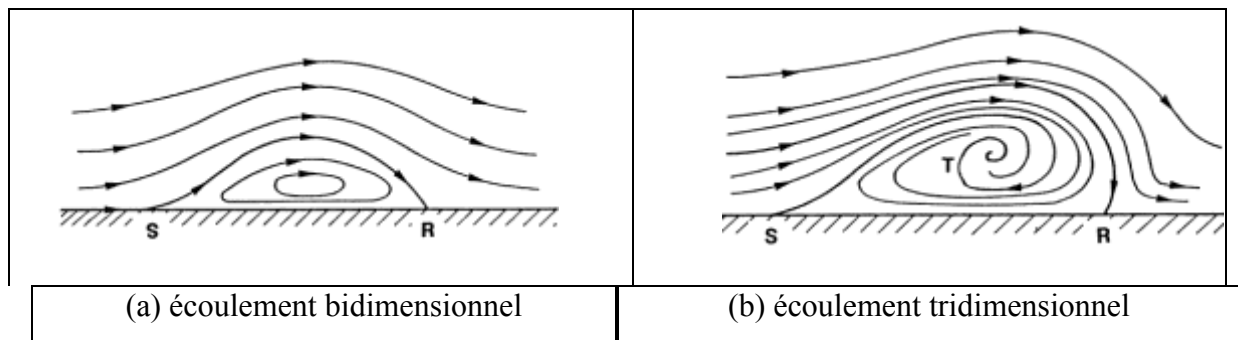 S R
T
S R
(a) écoulement bidimensionnel
(b) écoulement tridimensionnel